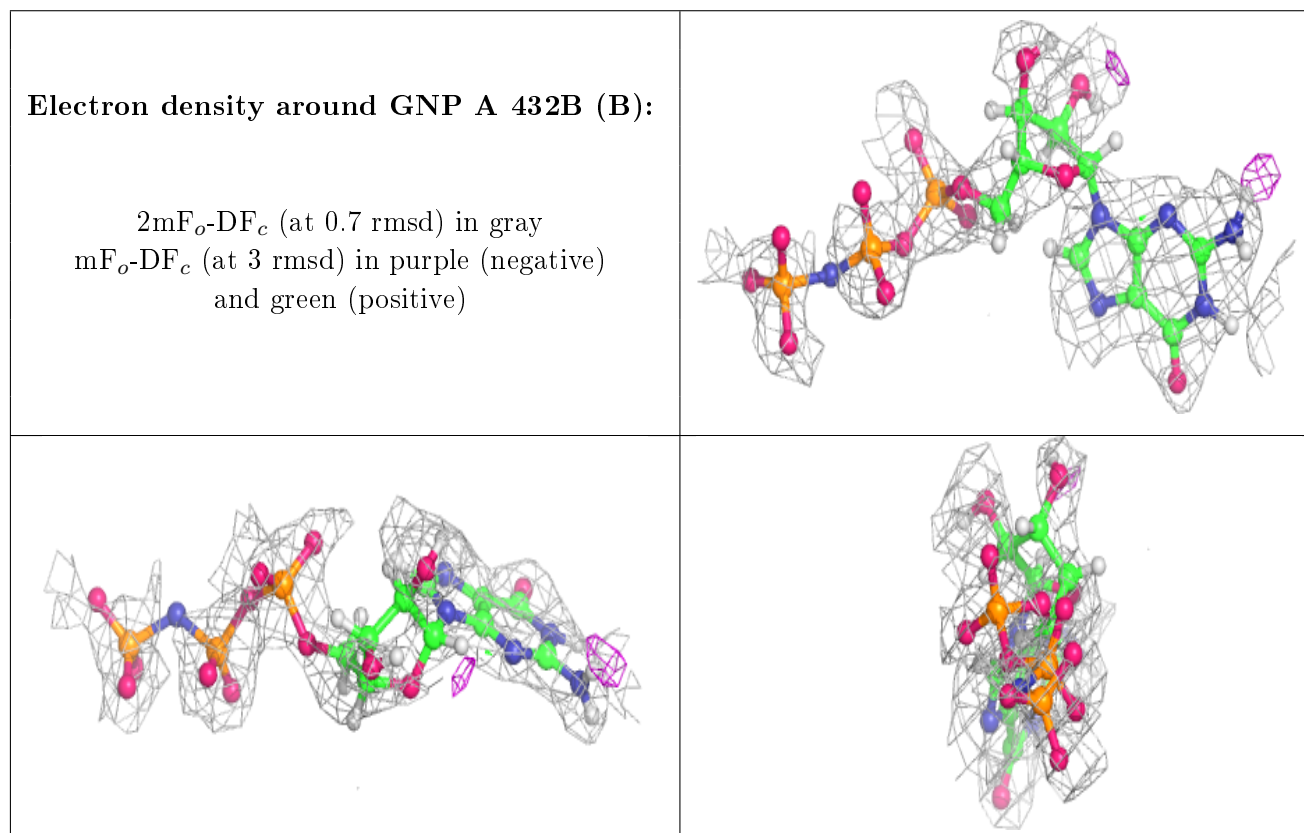 Electron density around GNP A 432B (B):
2mFo-DFc (at 0.7 rmsd) in gray
mFo-DFc (at 3 rmsd) in purple (negative)
and green (positive)